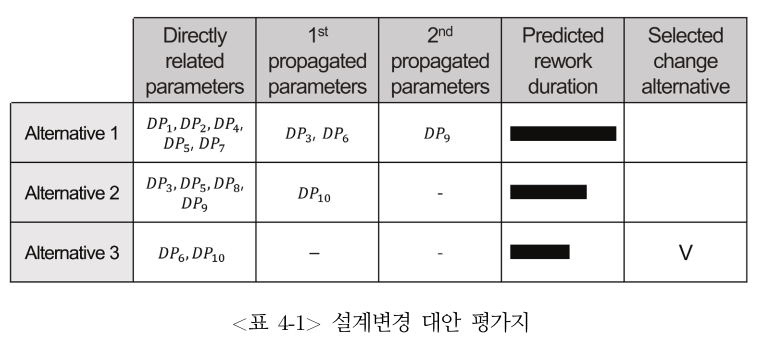 Directly related parameters
1st propagated parameters
2nd propagated parameters
Predicted rework duration
Selected change alternative
Alternative 1
DP1, DP2, DP4,
DP5, DP7
DP3, DP6
DP9
Alternative 2
DP3, DP5, DP8,
DP9
DP10
-
Alternative 3
DP6, DP10
–
-
V
<표 4-1> 설계변경 대안 평가지